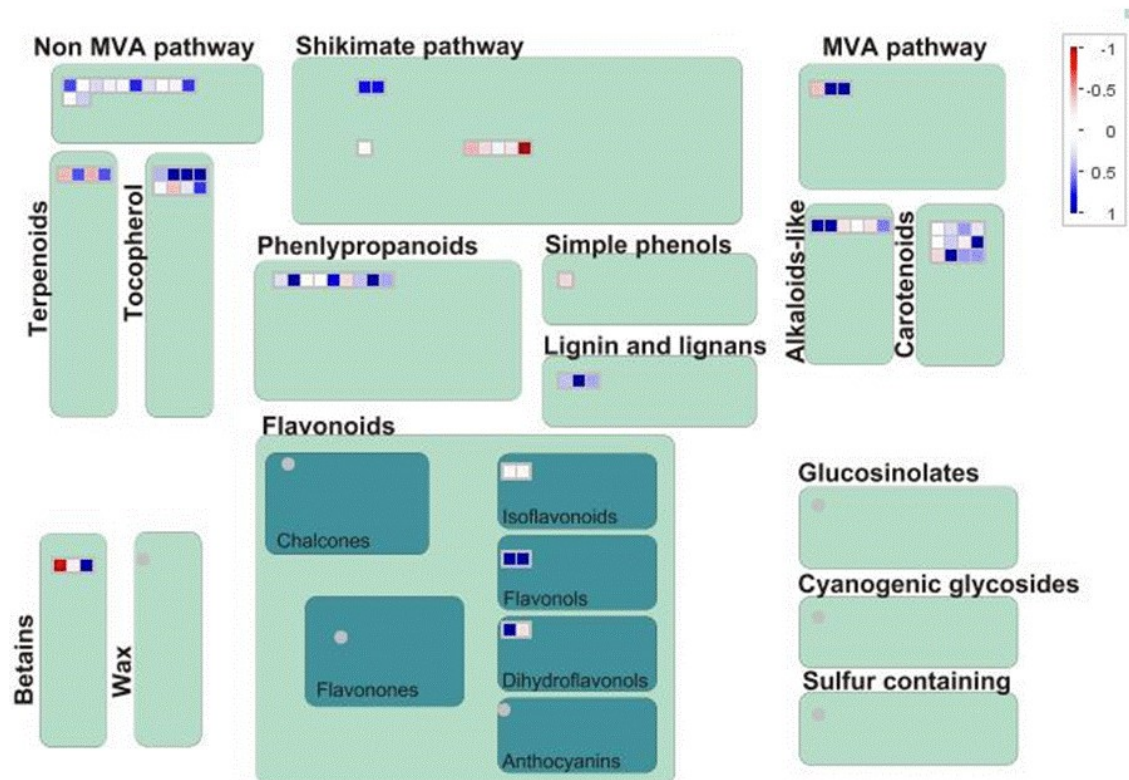 Non MVA pathway
Shikimate pathway
MVA pathway
-1
-0.5
0
0.5
1
Terpenoids
Tocopherol
Phenlypropanoids
Simple phenols
Lignin and lignans
Alkaloids-like
Carotenoids
Flavonoids
Chalcones
Flavonones
Isoflavonoids
Flavonols
Dihydroflavonols
Anthocyanins
Betains
Wax
Glucosinolates
Cyanogenic glycosides
Sulfur containing